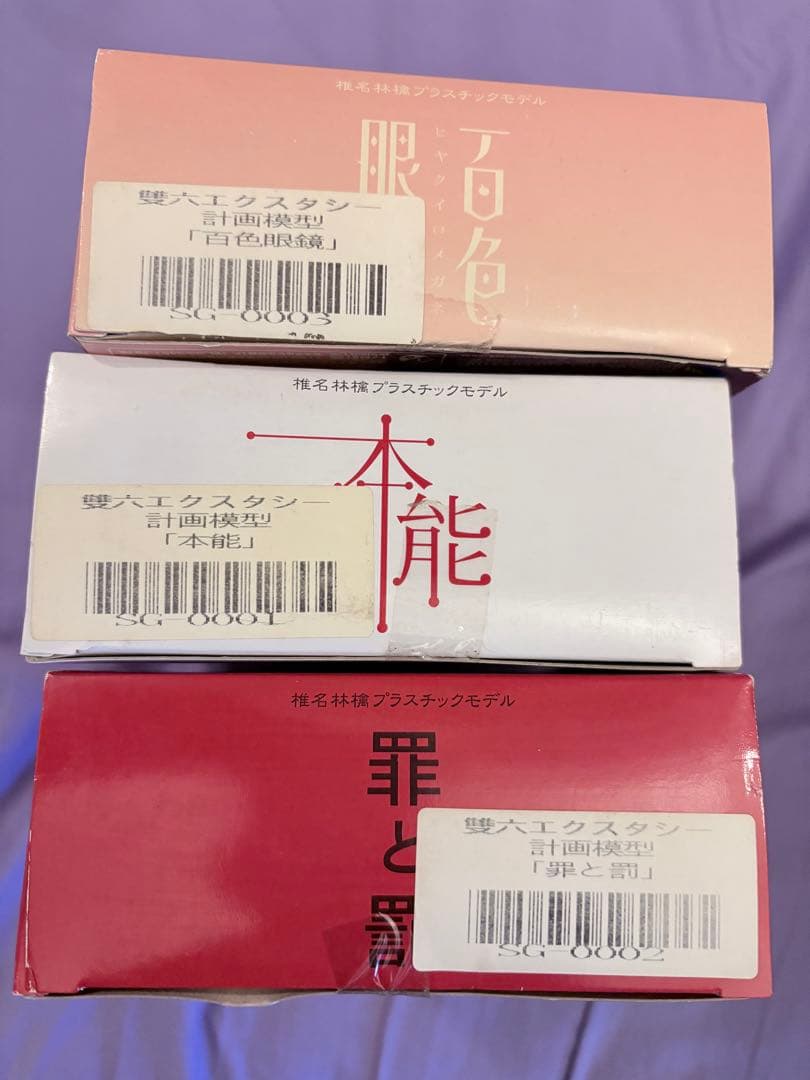 椎名林檎プラスチックモデル
百色
ヒャクイロメガネ
眼
雙六エクスタシー
計画模型
「百色眼鏡」
SG-0003
椎名林檎プラスチックモデル
本能
雙六エクスタシー
計画模型
「本能」
SG-0001
椎名林檎プラスチックモデル
罪と罰
雙六エクスタシー
計画模型
「罪と罰」
SG-0002